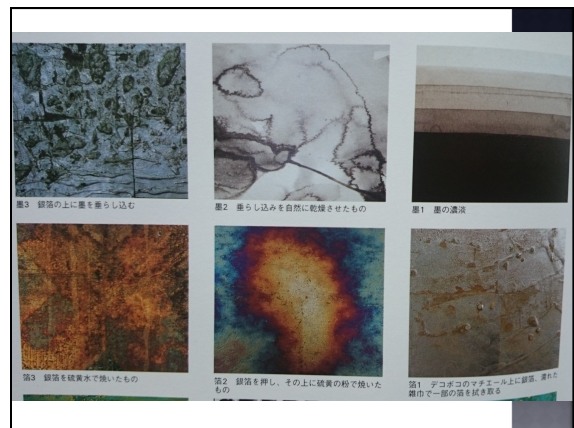 墨3　銀箔の上に墨を垂らし込む
墨2　垂らし込みを自然に乾燥させたもの
墨1　墨の濃淡
箔3　銀箔を硫黄水で焼いたもの
箔2　銀箔を押し、その上に硫黄の粉で焼いた
もの
箔1　デコボコのマチエール上に銀箔、濡れた
雑巾で一部の箔を拭き取る